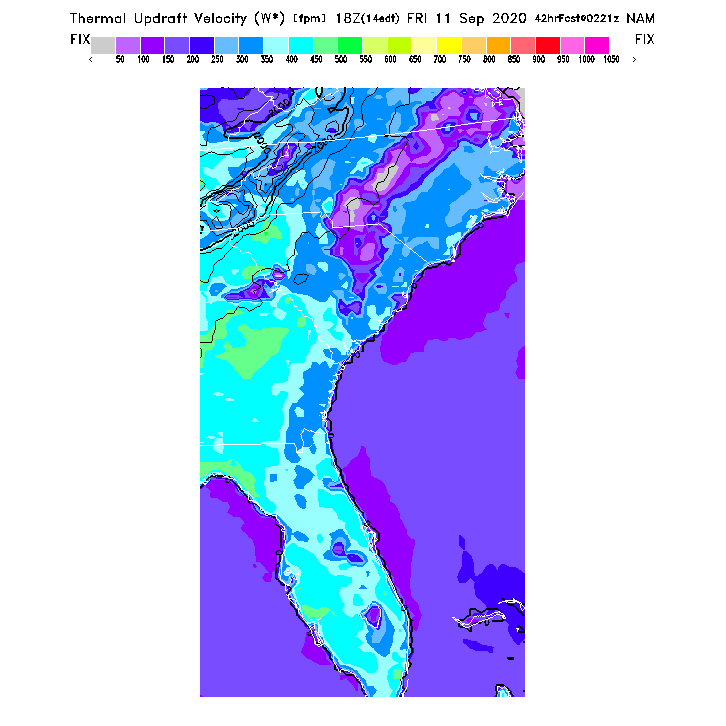 Thermal Updraft Velocity (W*) [fpm] 18Z(14edt) FRI 11 Sep 2020 42hrFcst@0221z NAM
FIX FIX
< 50 100 150 200 250 300 350 400 450 500 550 600 650 700 750 800 850 900 950 1000 1050 >